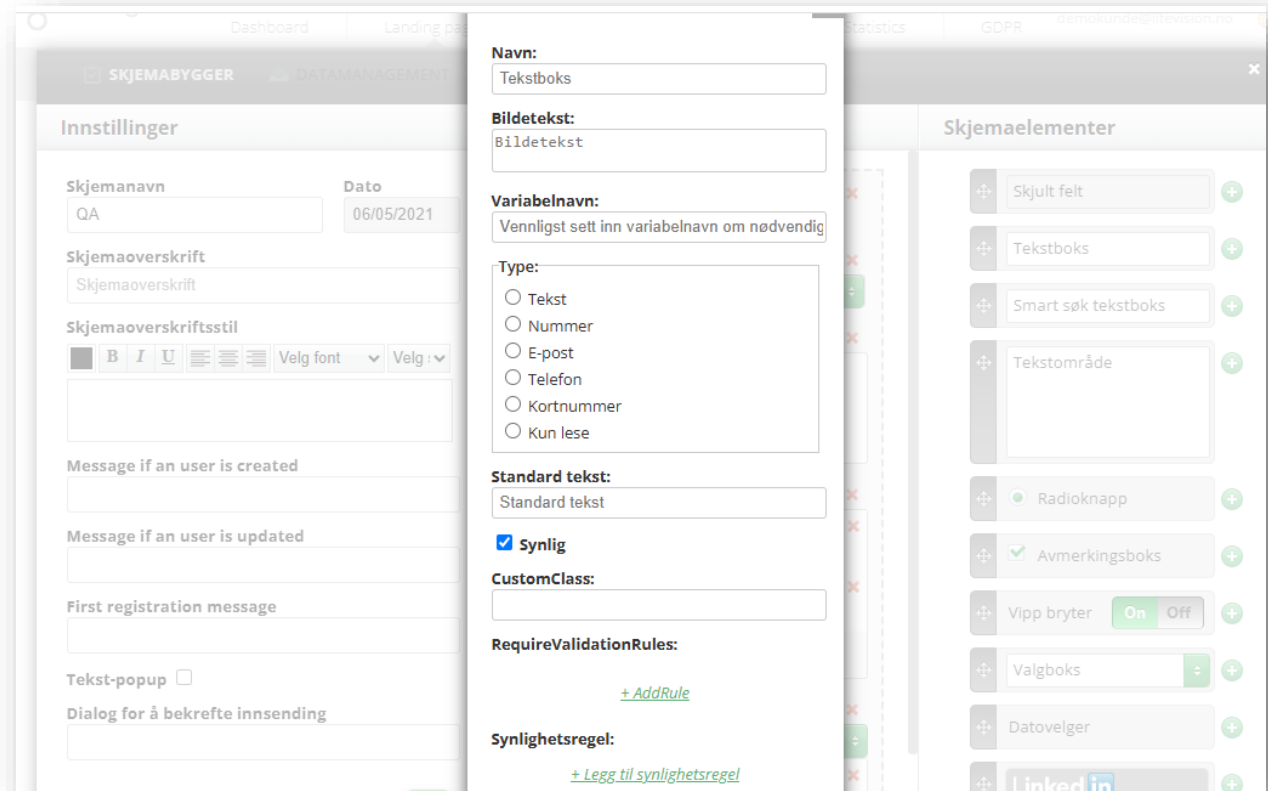 Dashboard
Landing pag
Statistics
GDPR
demokunde@litevision.no
SKJEMABYGGER
DATAMANAGEMENT
Innstillinger
Skjemanavn
Dato
QA
06/05/2021
Skjemaoverskrift
Skjemaoverskrift
Skjemaoverskriftsstil
B I U
Velg font
Velg s
Message if an user is created
Message if an user is updated
First registration message
Tekst-popup
Dialog for å bekrefte innsending
Navn:
Tekstboks
Bildetekst:
Bildetekst
Variabelnavn:
Vennligst sett inn variabelnavn om nødvendig
Type:
Tekst
Nummer
E-post
Telefon
Kortnummer
Kun lese
Standard tekst:
Standard tekst
Synlig
CustomClass:
RequireValidationRules:
+ AddRule
Synlighetsregel:
+ Legg til synlighetsregel
Skjemaelementer
Skjult felt
Tekstboks
Smart søk tekstboks
Tekstområde
Radioknapp
Avmerkingsboks
Vipp bryter
On Off
Valgboks
Datovelger
Linked in